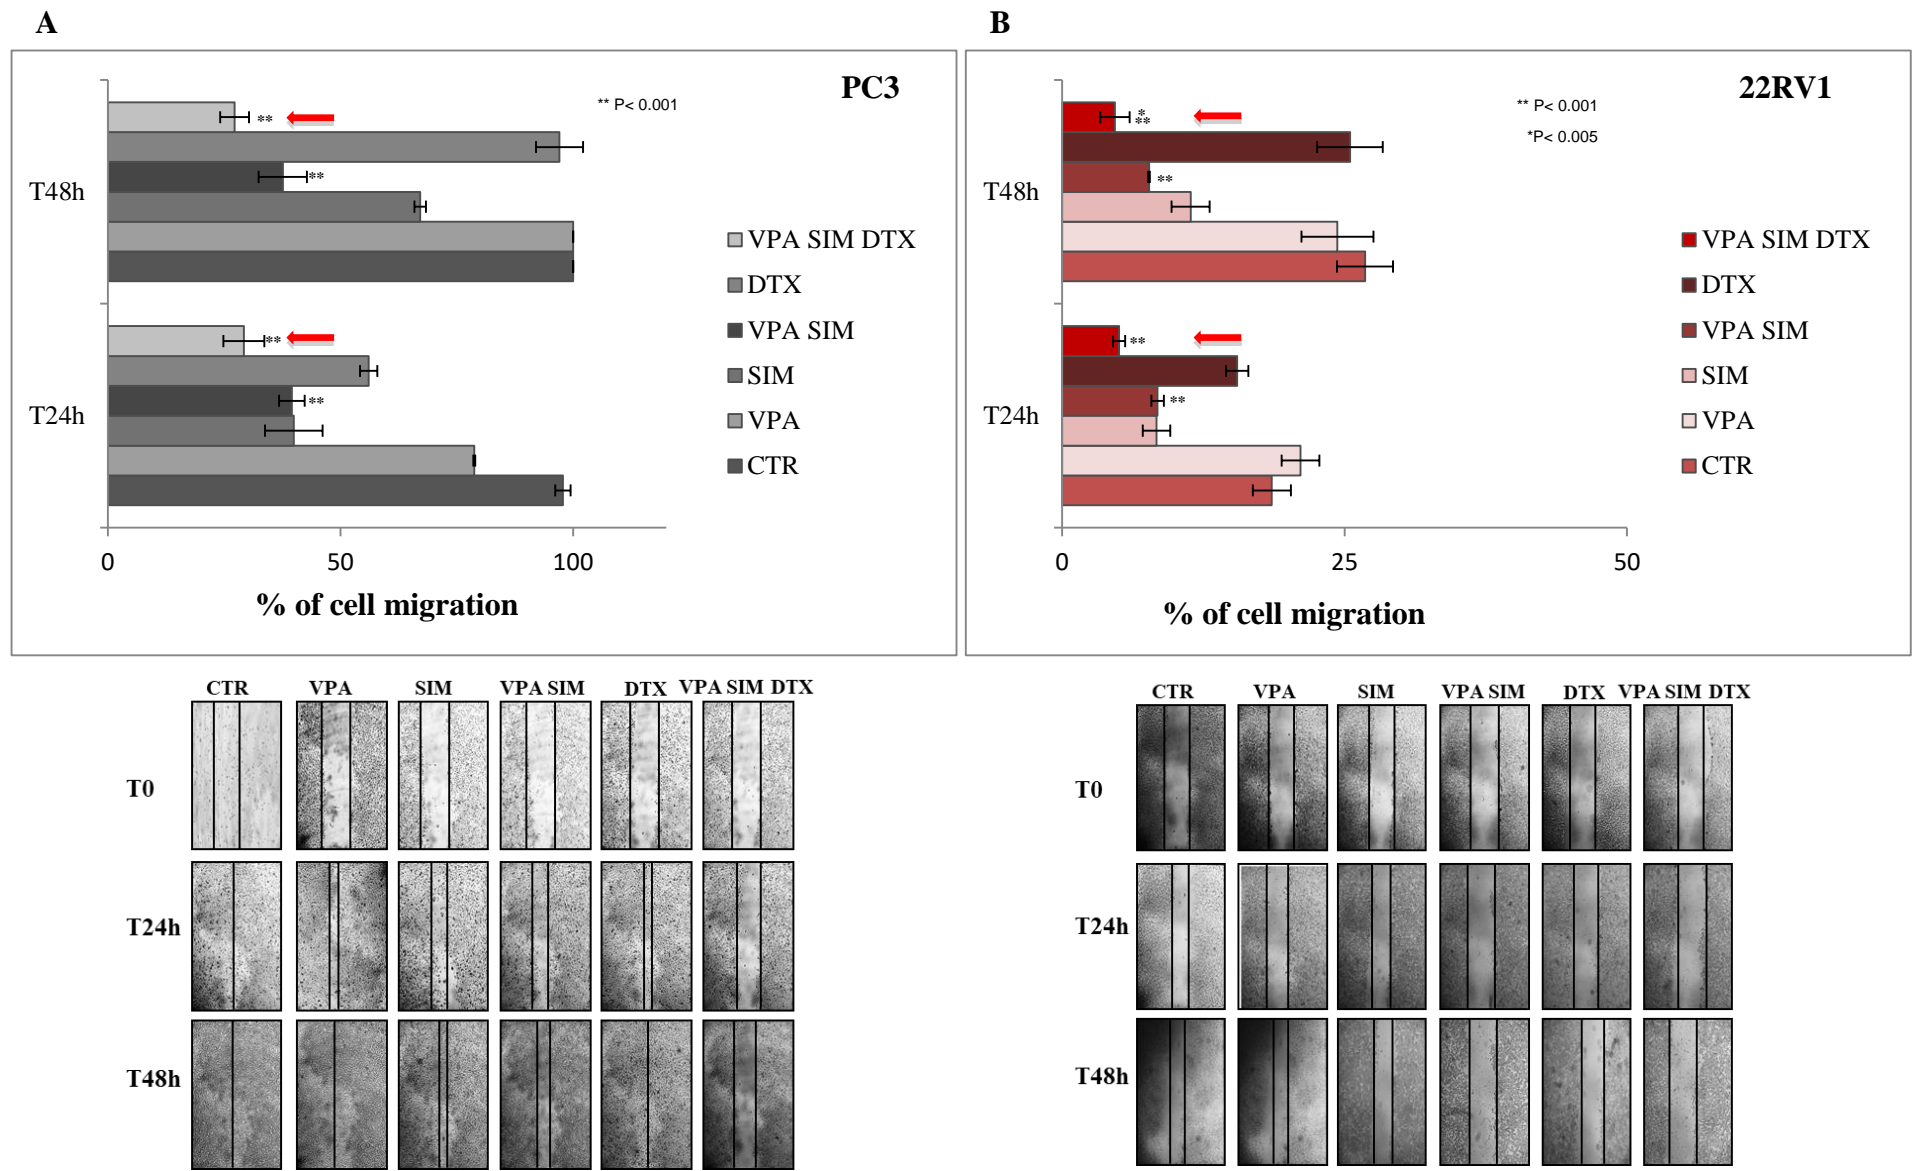 A
B
PC3
** P< 0.001
**
T48h
**
VPA SIM DTX
DTX
VPA SIM
SIM
VPA
CTR
**
**
T24h
0
50
100
% of cell migration
22RV1
** P< 0.001
*P< 0.005
*
**
T48h
**
VPA SIM DTX
DTX
VPA SIM
SIM
VPA
CTR
**
**
T24h
0
25
50
% of cell migration
CTR VPA SIM VPA SIM DTX VPA SIM DTX
T0
T24h
T48h
CTR VPA SIM VPA SIM DTX VPA SIM DTX
T0
T24h
T48h